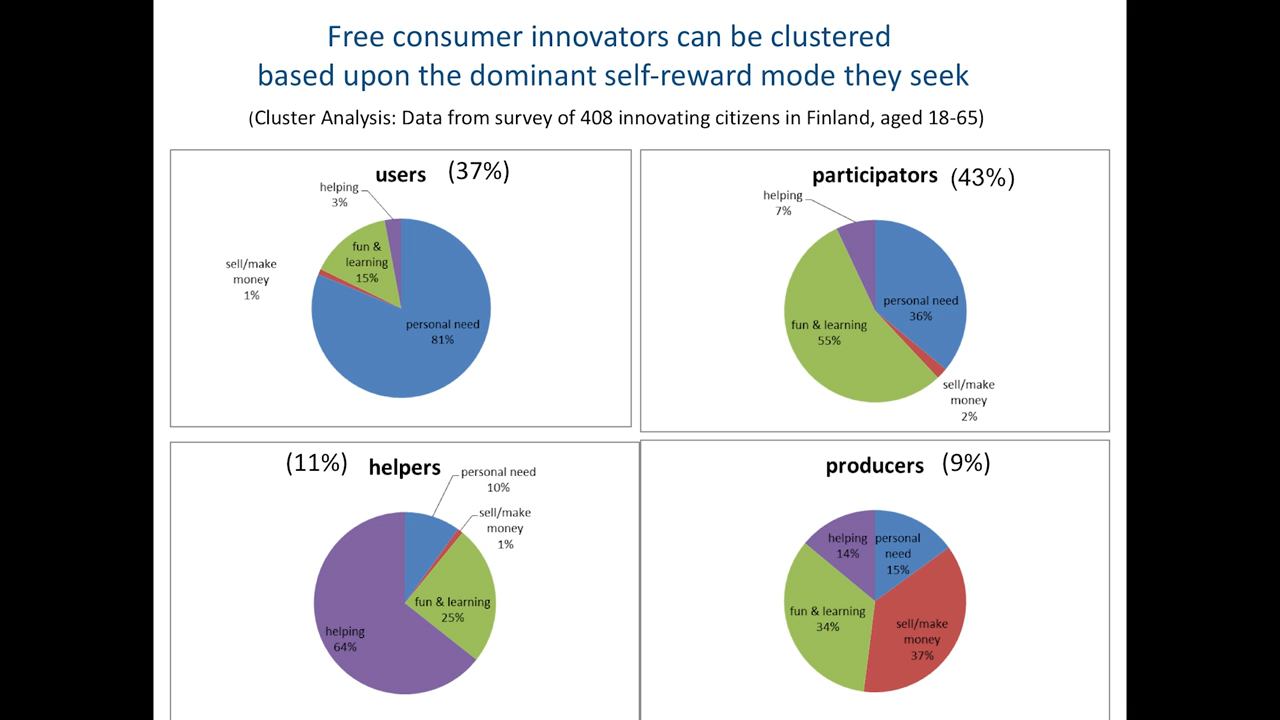 Free consumer innovators can be clustered
based upon the dominant self-reward mode they seek
(Cluster Analysis: Data from survey of 408 innovating citizens in Finland, aged 18-65)
users (37%)
helping
3%
fun &
learning
15%
sell/make
money
1%
personal need
81%
participators (43%)
helping
7%
personal need
36%
fun & learning
55%
sell/make
money
2%
(11%) helpers
personal need
10%
sell/make
money
1%
fun & learning
25%
helping
64%
producers (9%)
helping
14%
personal
need
15%
fun & learning
34%
sell/make
money
37%